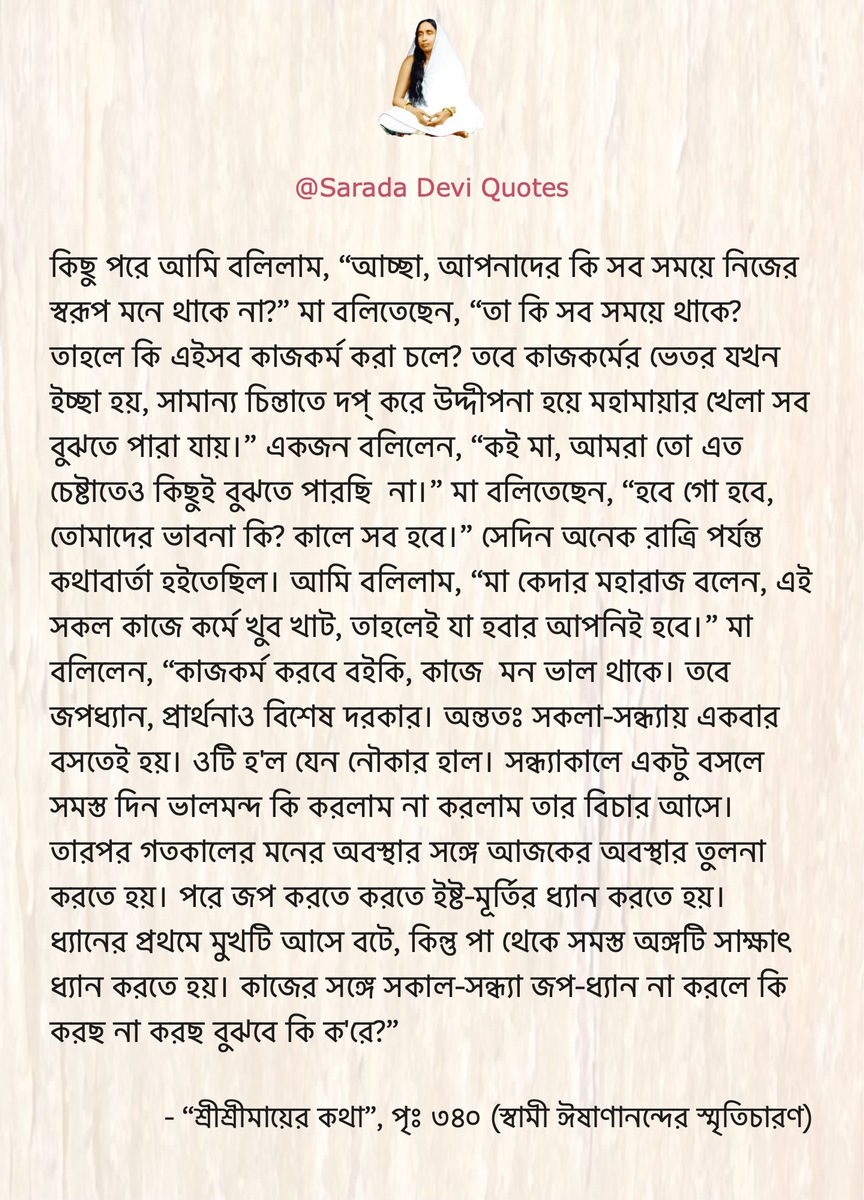 @Sarada Devi Quotes
কিছু পরে আমি বলিলাম, “আচ্ছা, আপনাদের কি সব সময়ে নিজের
স্বরূপ মনে থাকে না?” মা বলিতেছেন, “তা কি সব সময়ে থাকে?
তাহলে কি এইসব কাজকর্ম করা চলে? তবে কাজকর্মের ভেতর যখন
ইচ্ছা হয়, সামান্য চিন্তাতে দপ্ করে উদ্দীপনা হয়ে মহামায়ার খেলা সব
বুঝতে পারা যায়।” একজন বলিলেন, “কই মা, আমরা তো এত
চেষ্টাতেও কিছুই বুঝতে পারছি  না।” মা বলিতেছেন, “হবে গো হবে,
তোমাদের ভাবনা কি? কালে সব হবে।” সেদিন অনেক রাত্রি পর্যন্ত
কথাবার্তা হইতেছিল। আমি বলিলাম, “মা কেদার মহারাজ বলেন, এই
সকল কাজে কর্মে খুব খাট, তাহলেই যা হবার আপনিই হবে।” মা
বলিলেন, “কাজকর্ম করবে বইকি, কাজে  মন ভাল থাকে। তবে
জপধ্যান, প্রার্থনাও বিশেষ দরকার। অন্ততঃ সকলা-সন্ধ্যায় একবার
বসতেই হয়। ওটি হ'ল যেন নৌকার হাল। সন্ধ্যাকালে একটু বসলে
সমস্ত দিন ভালমন্দ কি করলাম না করলাম তার বিচার আসে।
তারপর গতকালের মনের অবস্থার সঙ্গে আজকের অবস্থার তুলনা
করতে হয়। পরে জপ করতে করতে ইষ্ট-মূর্তির ধ্যান করতে হয়।
ধ্যানের প্রথমে মুখটি আসে বটে, কিন্তু পা থেকে সমস্ত অঙ্গটি সাক্ষাৎ
ধ্যান করতে হয়। কাজের সঙ্গে সকাল-সন্ধ্যা জপ-ধ্যান না করলে কি
করছ না করছ বুঝবে কি ক'রে?”
- “শ্রীশ্রীমায়ের কথা”, পৃঃ ৩৪০ (স্বামী ঈষাণানন্দের স্মৃতিচারণ)